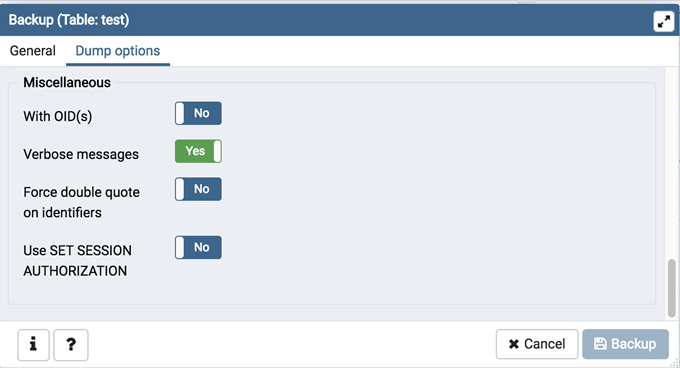 Backup (Table: test)
General Dump options
Miscellaneous
With OID(s) No
Verbose messages Yes
Force double quote No
on identifiers
Use SET SESSION No
AUTHORIZATION
i ? Cancel Backup